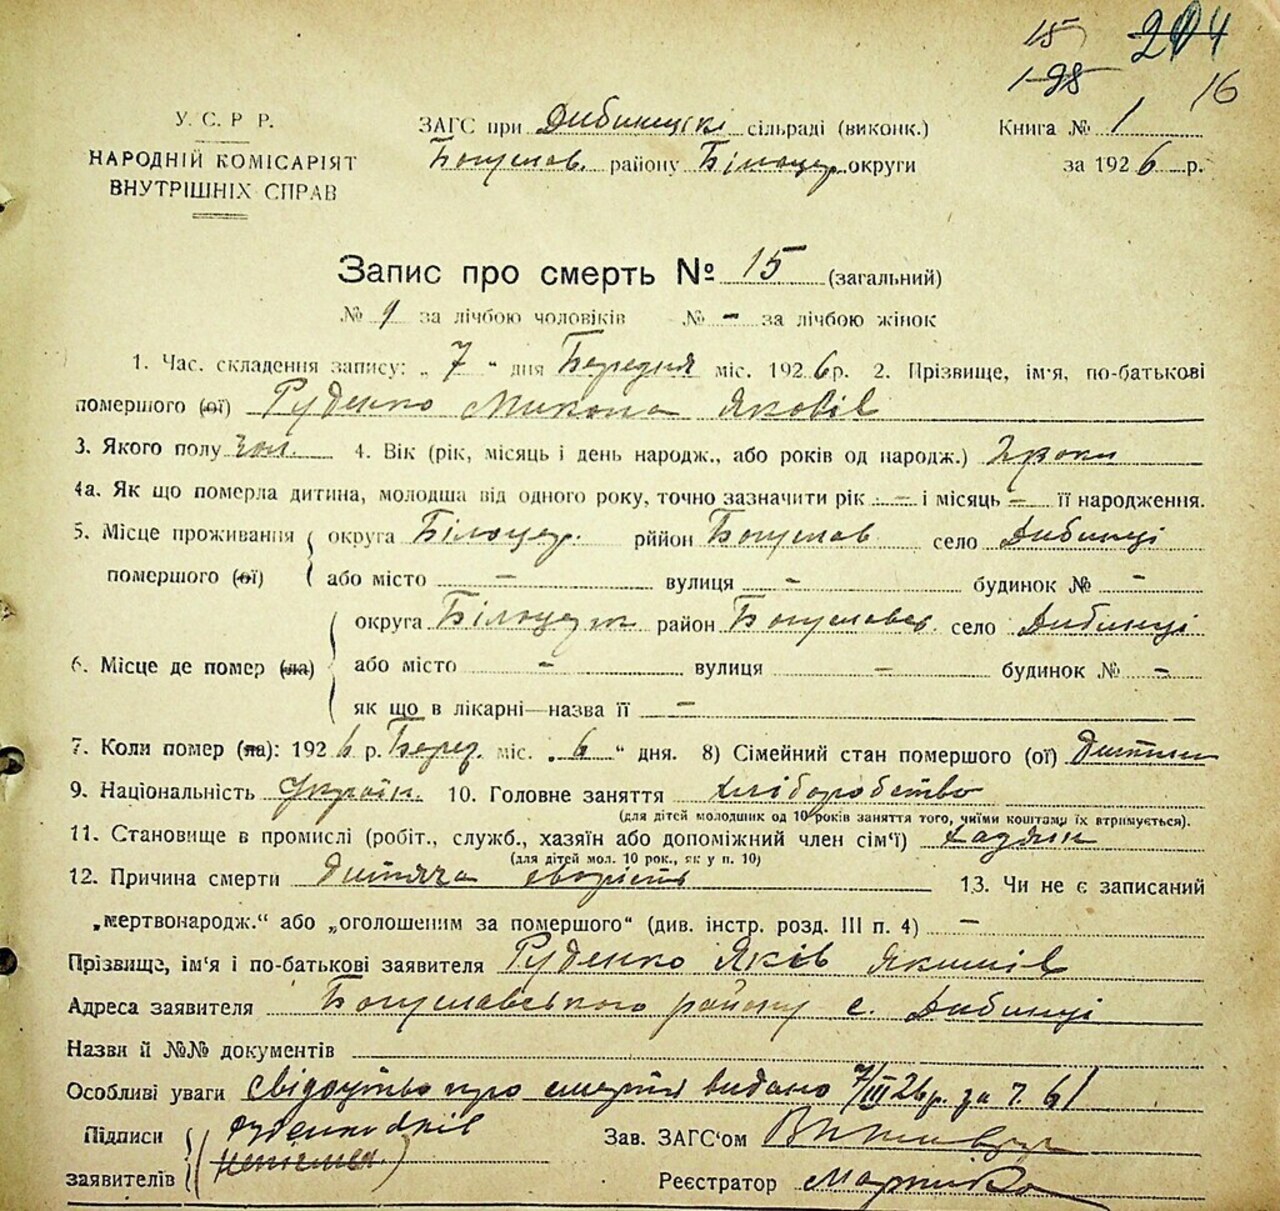 15 204
1-98 16
У. С. Р. Р.
НАРОДНІЙ КОМІСАРІЯТ
ВНУТРІШНІХ СПРАВ
ЗАГС при Дибинецькі сільраді (виконк.) Книга № 1
Богуслав. району Білоцер. округи за 1926 р.
Запис про смерть № 15 (загальний)
№ 9 за лічбою чоловіків № – за лічбою жінок
1. Час. складення запису: „7“ дня Березня міс. 1926 р. 2. Прізвище, ім'я, по-батькові
помершого (ої) Руденко Микола Яковів
3. Якого полу чол. 4. Вік (рік, місяць і день народж., або років од народж.) 2 роки
4а. Як що померла дитина, молодша від одного року, точно зазначити рік – і місяць – її народження.
5. Місце проживання округа Білоцер. рййон Богуслав село Дибинці
помершого (ої) або місто – вулиця – будинок № –
округа Білоцер район Богуславс. село Дибинці
6. Місце де помер (ла) або місто – вулиця – будинок № –
як що в лікарні—назва її –
7. Коли помер (ла): 1926 р. Берез. міс. „6“ дня. 8) Сімейний стан помершого (ої) Дитина
9. Національність Україн. 10. Головне заняття хліборобство
(для дітей молодших од 10 років заняття того, чиїми коштами їх втримується).
11. Становище в промислі (робіт., служб., хазяїн або допоміжний член сім'ї) Хазяїн
(для дітей мол. 10 рок., як у п. 10)
12. Причина смерти Дитяча хворість 13. Чи не є записаний
„мертвонародж.“ або „оголошеним за помершого“ (див. інстр. розд. III п. 4) –
Прізвище, ім'я і по-батькові заявителя Руденко Яків Якимів
Адреса заявителя Богуславського району с. Дибинці
Назви й №№ документів
Особливі уваги свідоцтво про смерть видано 7/III 26 р. за ч. 61
Підписи Руденко Яків Зав. ЗАГС'ом
заявителів Реєстратор